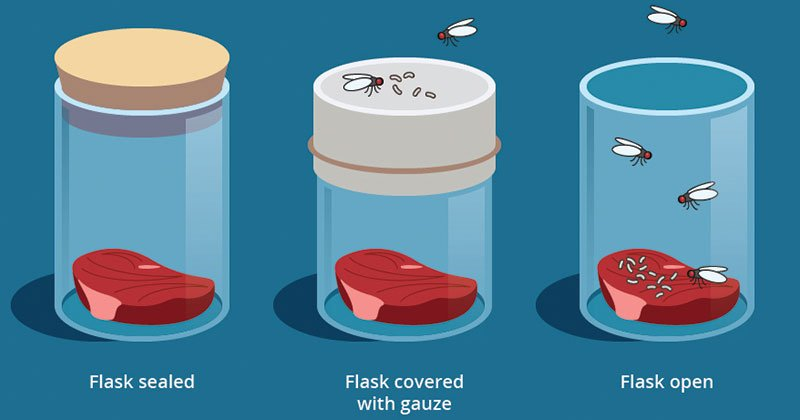 Flask sealed
Flask covered
with gauze
Flask open